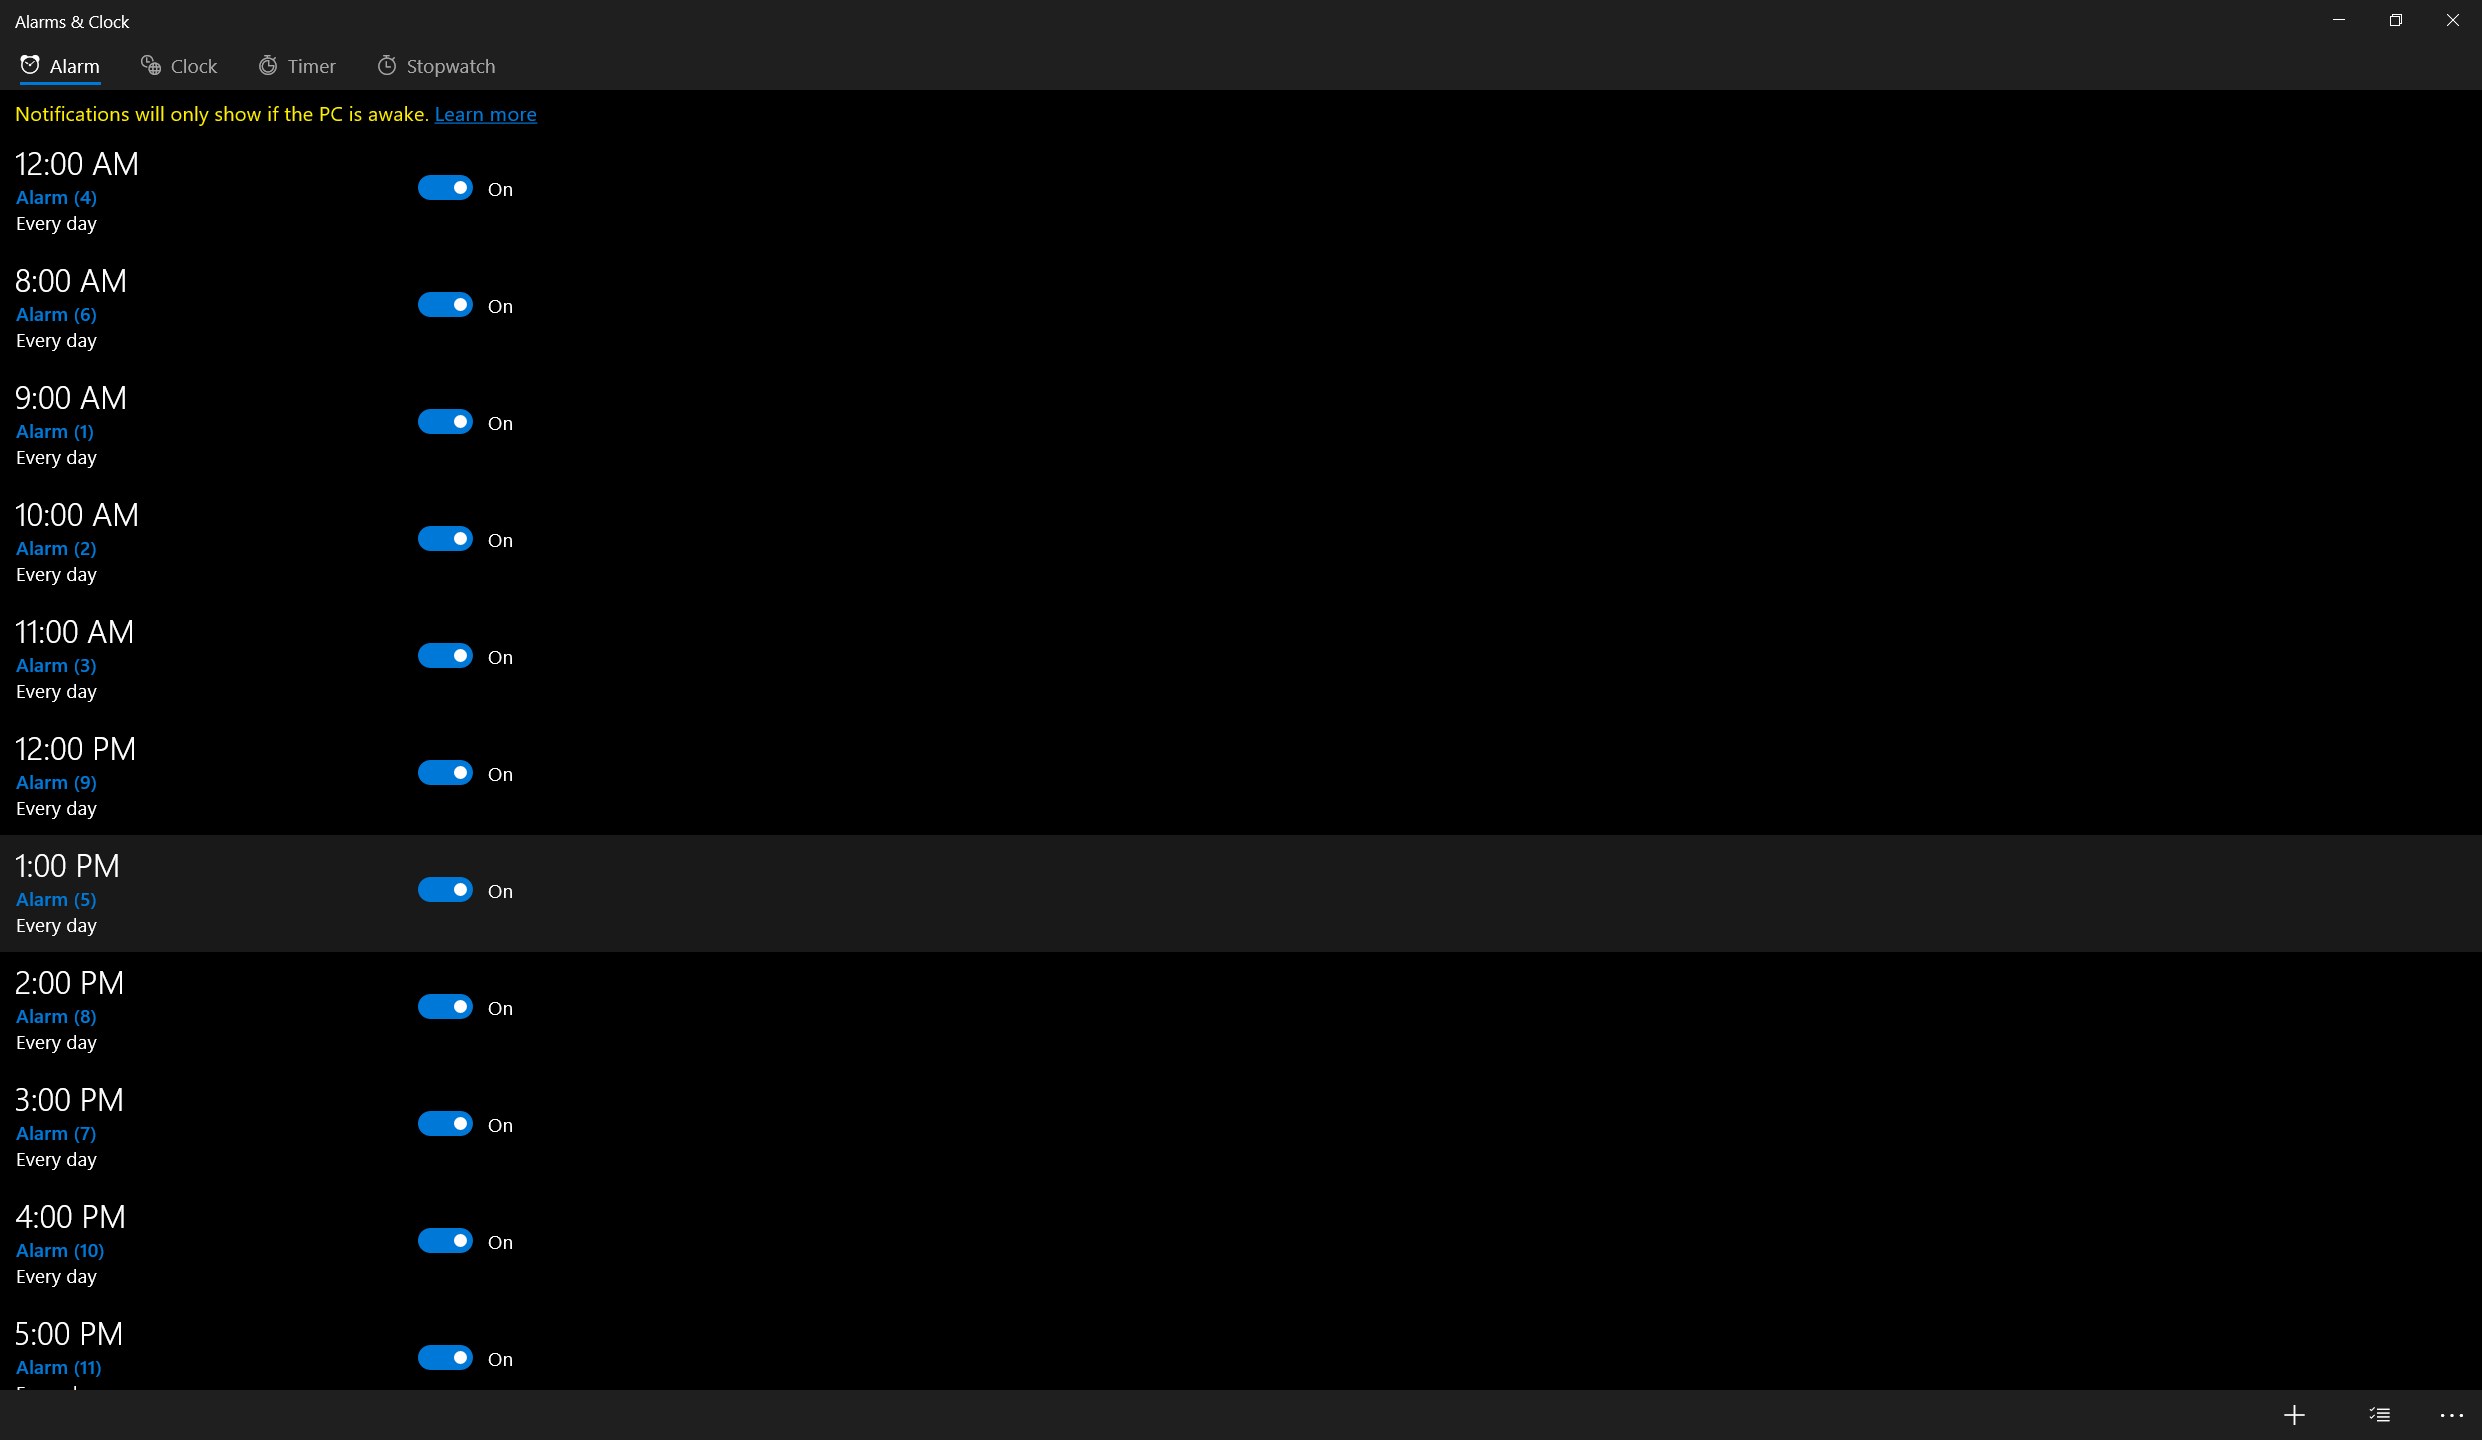 Alarms & Clock
Alarm Clock Timer Stopwatch
Notifications will only show if the PC is awake. Learn more
12:00 AM
Alarm (4)
Every day
On
8:00 AM
Alarm (6)
Every day
On
9:00 AM
Alarm (1)
Every day
On
10:00 AM
Alarm (2)
Every day
On
11:00 AM
Alarm (3)
Every day
On
12:00 PM
Alarm (9)
Every day
On
1:00 PM
Alarm (5)
Every day
On
2:00 PM
Alarm (8)
Every day
On
3:00 PM
Alarm (7)
Every day
On
4:00 PM
Alarm (10)
Every day
On
5:00 PM
Alarm (11)
On